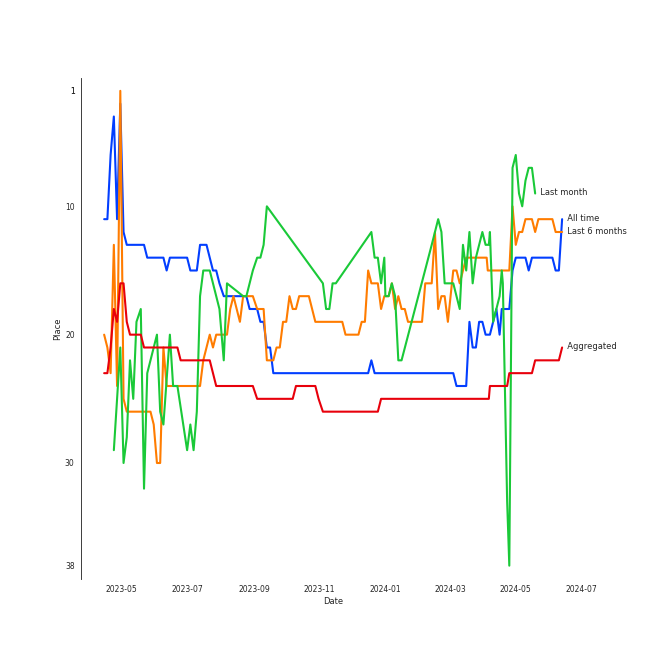 1
10
20
30
38
Place
Last month
All time
Last 6 months
Aggregated
2023-05 2023-07 2023-09 2023-11 2024-01 2024-03 2024-05 2024-07
Date